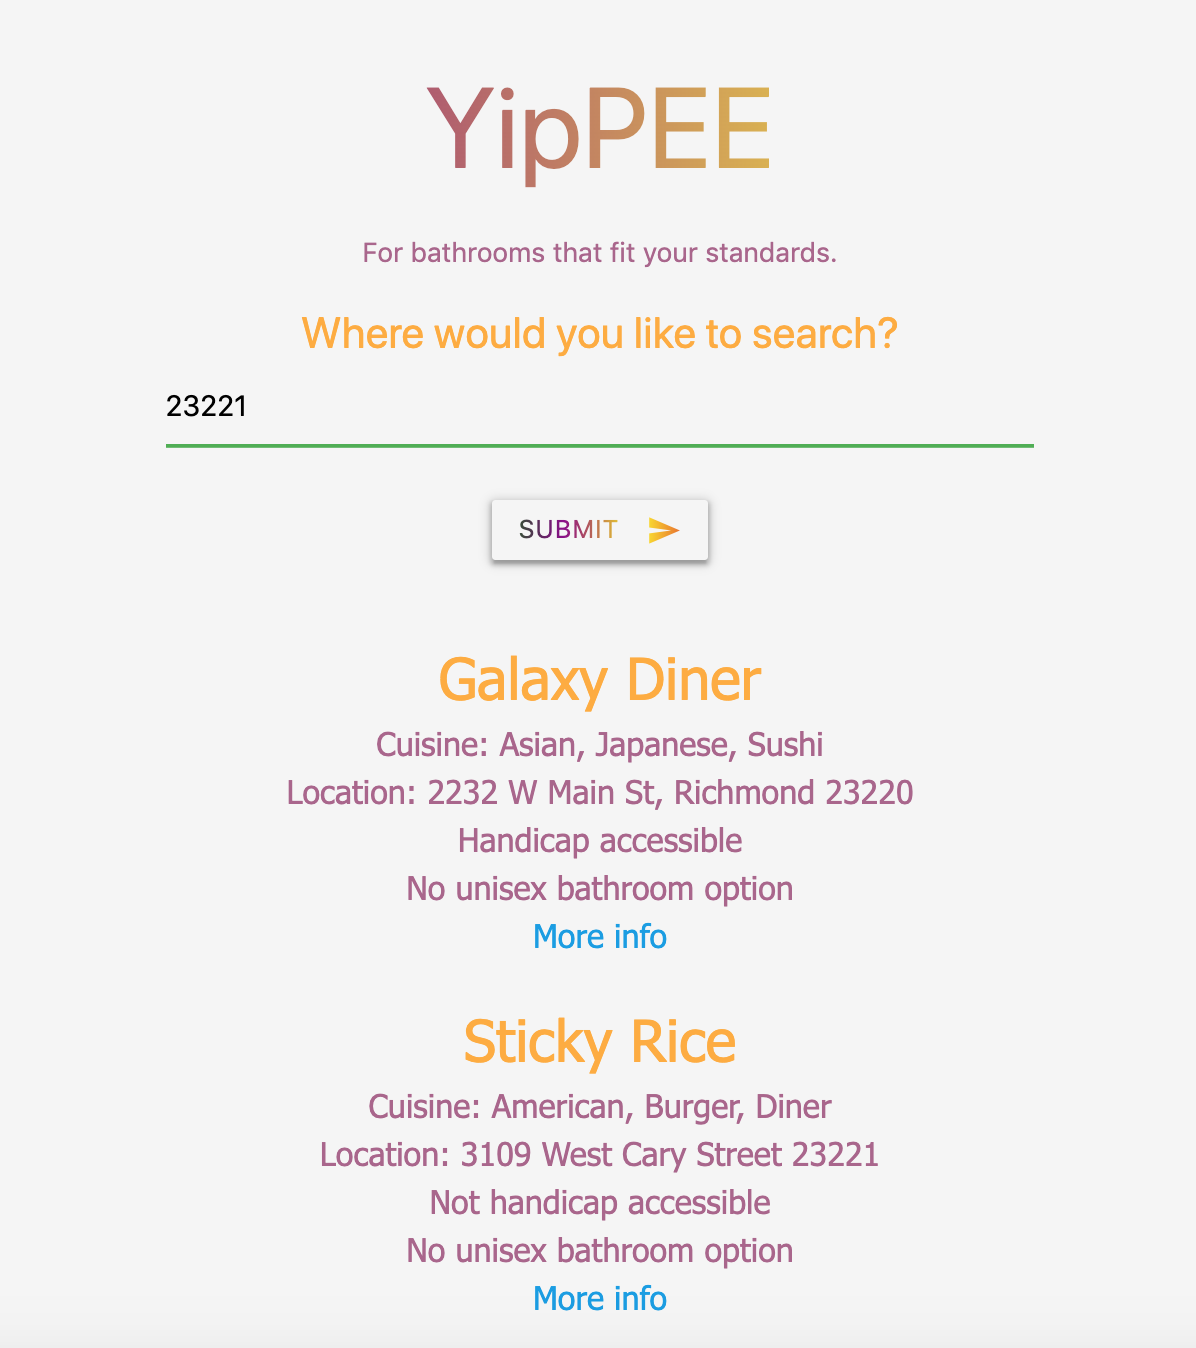 YipPEE
For bathrooms that fit your standards.
Where would you like to search?
23221
SUBMIT
Galaxy Diner
Cuisine: Asian, Japanese, Sushi
Location: 2232 W Main St, Richmond 23220
Handicap accessible
No unisex bathroom option
More info
Sticky Rice
Cuisine: American, Burger, Diner
Location: 3109 West Cary Street 23221
Not handicap accessible
No unisex bathroom option
More info